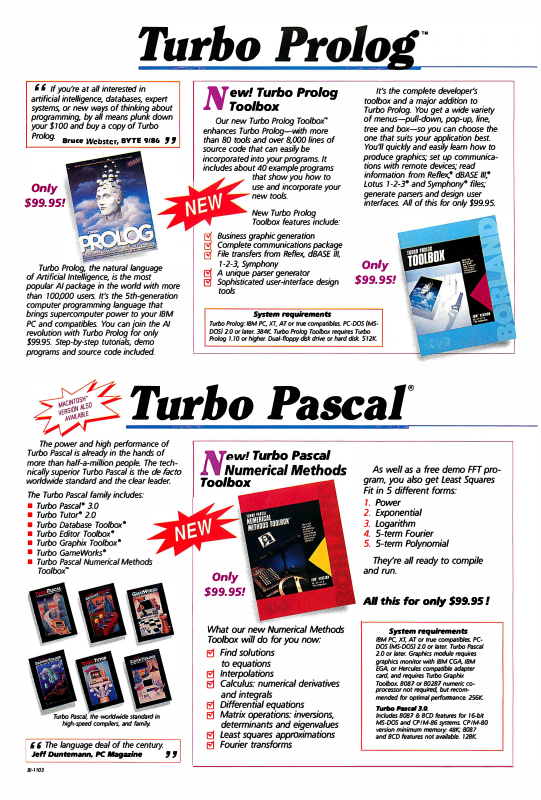 Turbo Prolog™
“ If you're at all interested in
artificial intelligence, databases, expert
systems, or new ways of thinking about
programming, by all means plunk down
your $100 and buy a copy of Turbo
Prolog.
Bruce Webster, BYTE 9/86 ”
Only
$99.95!
TURBO
PROLOG
Turbo Prolog, the natural language
of Artificial Intelligence, is the most
popular AI package in the world with more
than 100,000 users. It's the 5th-generation
computer programming language that
brings supercomputer power to your IBM
PC and compatibles. You can join the AI
revolution with Turbo Prolog for only
$99.95. Step-by-step tutorials, demo
programs and source code included.
New! Turbo Prolog
Toolbox
Our new Turbo Prolog Toolbox™
enhances Turbo Prolog—with more
than 80 tools and over 8,000 lines of
source code that can easily be
incorporated into your programs. It
includes about 40 example programs
that show you how to
use and incorporate your
new tools.
NEW
New Turbo Prolog
Toolbox features include:
Business graphic generation
Complete communications package
File transfers from Reflex, dBASE III,
1-2-3, Symphony
A unique parser generator
Sophisticated user-interface design
tools
System requirements
Turbo Prolog: IBM PC, XT, AT or true compatibles. PC-DOS (MS-
DOS) 2.0 or later. 384K. Turbo Prolog Toolbox requires Turbo
Prolog 1.10 or higher. Dual-floppy disk drive or hard disk. 512K.
It's the complete developer's
toolbox and a major addition to
Turbo Prolog. You get a wide variety
of menus—pull-down, pop-up, line,
tree and box—so you can choose the
one that suits your application best.
You'll quickly and easily learn how to
produce graphics; set up communica-
tions with remote devices; read
information from Reflex,® dBASE III,®
Lotus 1-2-3® and Symphony® files;
generate parsers and design user
interfaces. All of this for only $99.95.
Only
$99.95!
TURBO PROLOG
TOOLBOX
MACINTOSH™
VERSION ALSO
AVAILABLE
Turbo Pascal®
The power and high performance of
Turbo Pascal is already in the hands of
more than half-a-million people. The tech-
nically superior Turbo Pascal is the de facto
worldwide standard and the clear leader.
The Turbo Pascal family includes:
Turbo Pascal® 3.0
Turbo Tutor® 2.0
Turbo Database Toolbox®
Turbo Editor Toolbox®
Turbo Graphix Toolbox®
Turbo GameWorks®
Turbo Pascal Numerical Methods
Toolbox™
Turbo Pascal, the worldwide standard in
high-speed compilers, and family.
“ The language deal of the century.
Jeff Duntemann, PC Magazine ”
New! Turbo Pascal
Numerical Methods
Toolbox
NEW
TURBO PASCAL
NUMERICAL
METHODS TOOLBOX
Only
$99.95!
What our new Numerical Methods
Toolbox will do for you now:
Find solutions
to equations
Interpolations
Calculus: numerical derivatives
and integrals
Differential equations
Matrix operations: inversions,
determinants and eigenvalues
Least squares approximations
Fourier transforms
As well as a free demo FFT pro-
gram, you also get Least Squares
Fit in 5 different forms:
1. Power
2. Exponential
3. Logarithm
4. 5-term Fourier
5. 5-term Polynomial
They're all ready to compile
and run.
All this for only $99.95!
System requirements
IBM PC, XT, AT or true compatibles. PC-
DOS (MS-DOS) 2.0 or later. Turbo Pascal
2.0 or later. Graphics module requires
graphics monitor with IBM CGA, IBM
EGA, or Hercules compatible adapter
card, and requires Turbo Graphix
Toolbox. 8087 or 80287 numeric co-
processor not required, but recom-
mended for optimal performance. 256K.
Turbo Pascal 3.0.
Includes 8087 & BCD features for 16-bit
MS-DOS and CP/M-86 systems. CP/M-80
version minimum memory: 48K; 8087
and BCD features not available. 128K.
BI-1103